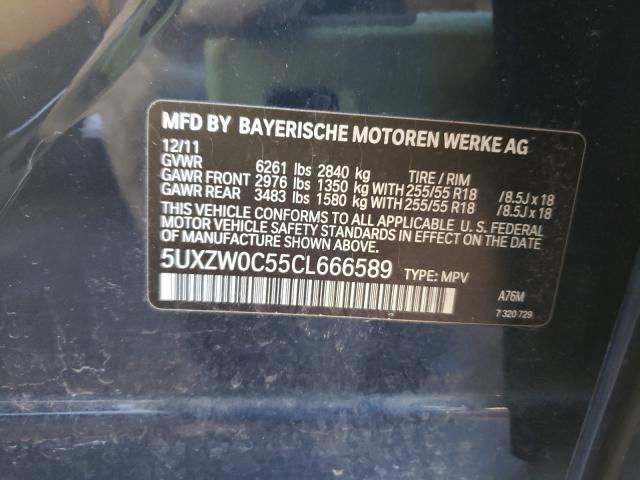 MFD BY BAYERISCHE MOTOREN WERKE AG
12/11
GVWR 6261 lbs 2840 kg TIRE / RIM
GAWR FRONT 2976 lbs 1350 kg WITH 255/55 R18 /8.5J x 18
GAWR REAR 3483 lbs 1580 kg WITH 255/55 R18 /8.5J x 18
THIS VEHICLE CONFORMS TO ALL APPLICABLE U. S. FEDERAL
MOTOR VEHICLE SAFETY STANDARDS IN EFFECT ON THE DATE
OF MANUFACTURE SHOWN ABOVE.
5UXZW0C55CL666589 TYPE: MPV
A76M
7 320 729